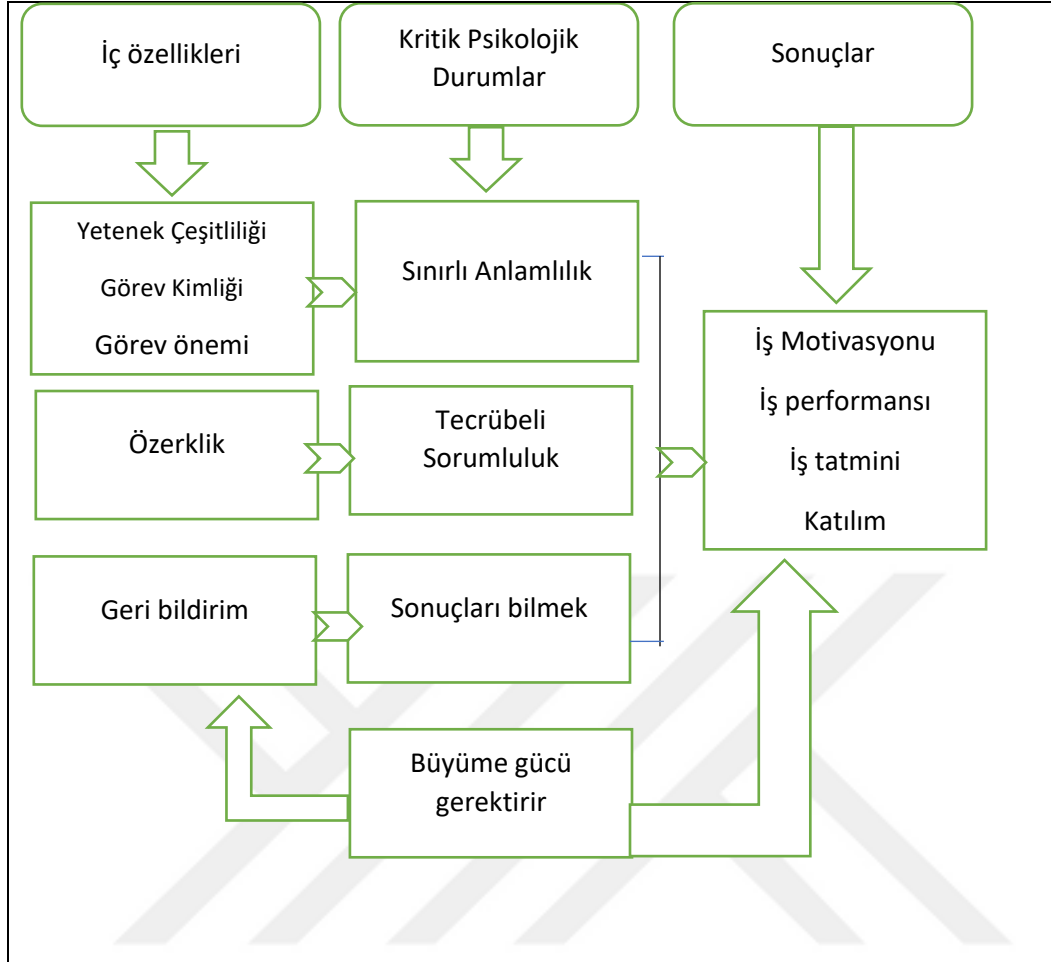 İç özellikleri
Kritik Psikolojik
Durumlar
Sonuçlar
Yetenek Çeşitliliği
Görev Kimliği
Görev önemi
Sınırlı Anlamlılık
İş Motivasyonu
İş performansı
İş tatmini
Katılım
Özerklik
Tecrübeli
Sorumluluk
Geri bildirim
Sonuçları bilmek
Büyüme gücü
gerektirir